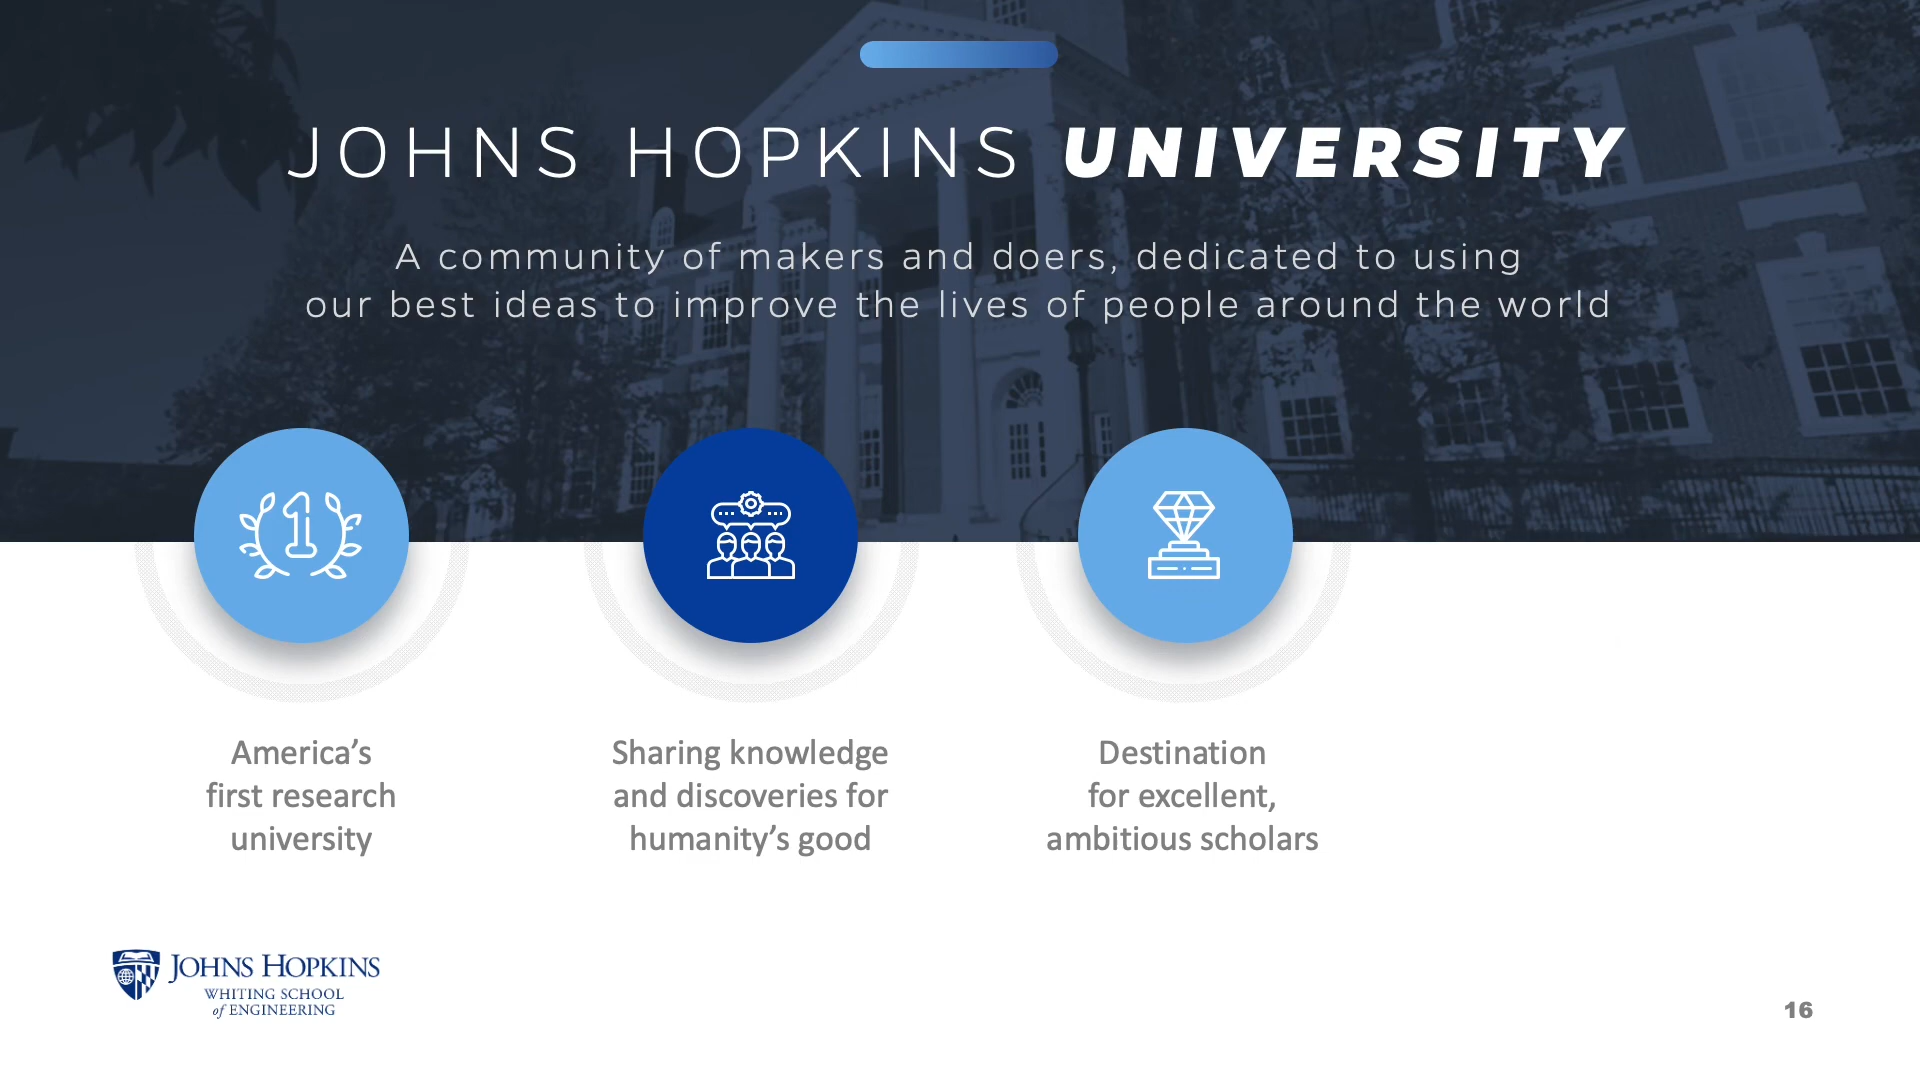 JOHNS HOPKINS UNIVERSITY
A community of makers and doers, dedicated to using
our best ideas to improve the lives of people around the world
1
America’s
first research
university
Sharing knowledge
and discoveries for
humanity’s good
Destination
for excellent,
ambitious scholars
JOHNS HOPKINS
WHITING SCHOOL
of ENGINEERING
16